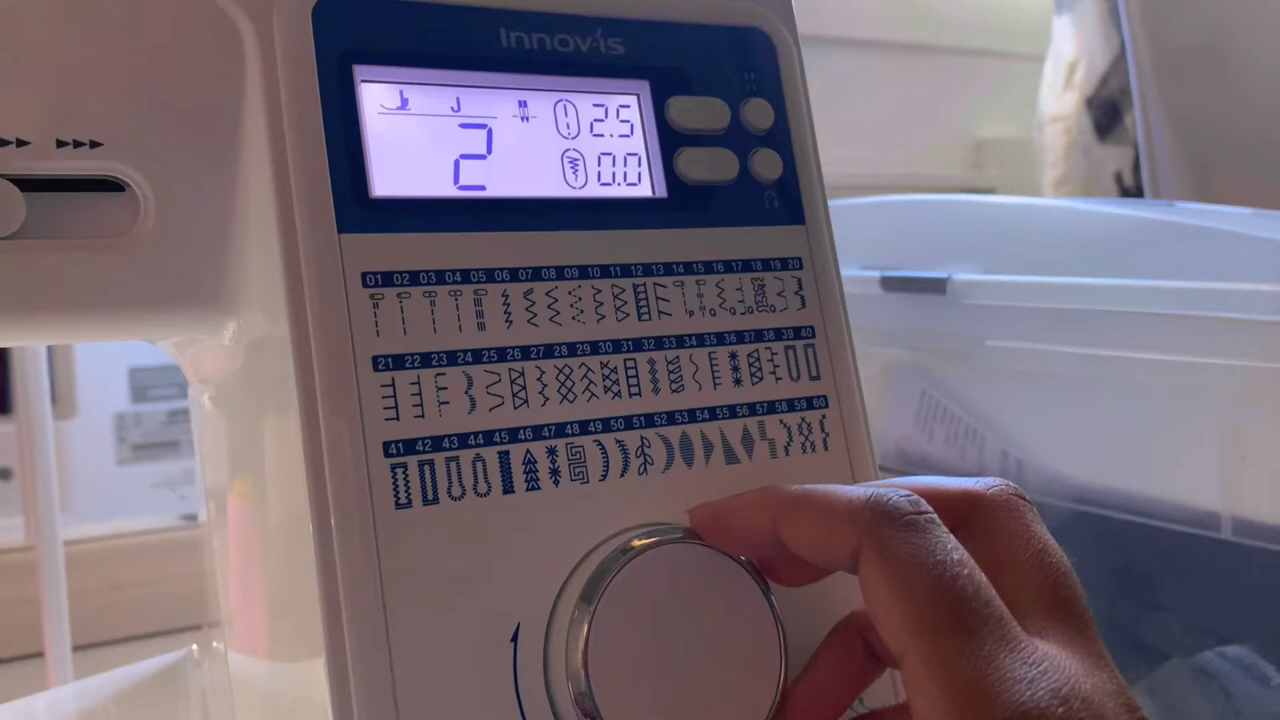 Innov-is
J 2.5
2 0.0
01 02 03 04 05 06 07 08 09 10 11 12 13 14 15 16 17 18 19 20
21 22 23 24 25 26 27 28 29 30 31 32 33 34 35 36 37 38 39 40
41 42 43 44 45 46 47 48 49 50 51 52 53 54 55 56 57 58 59 60